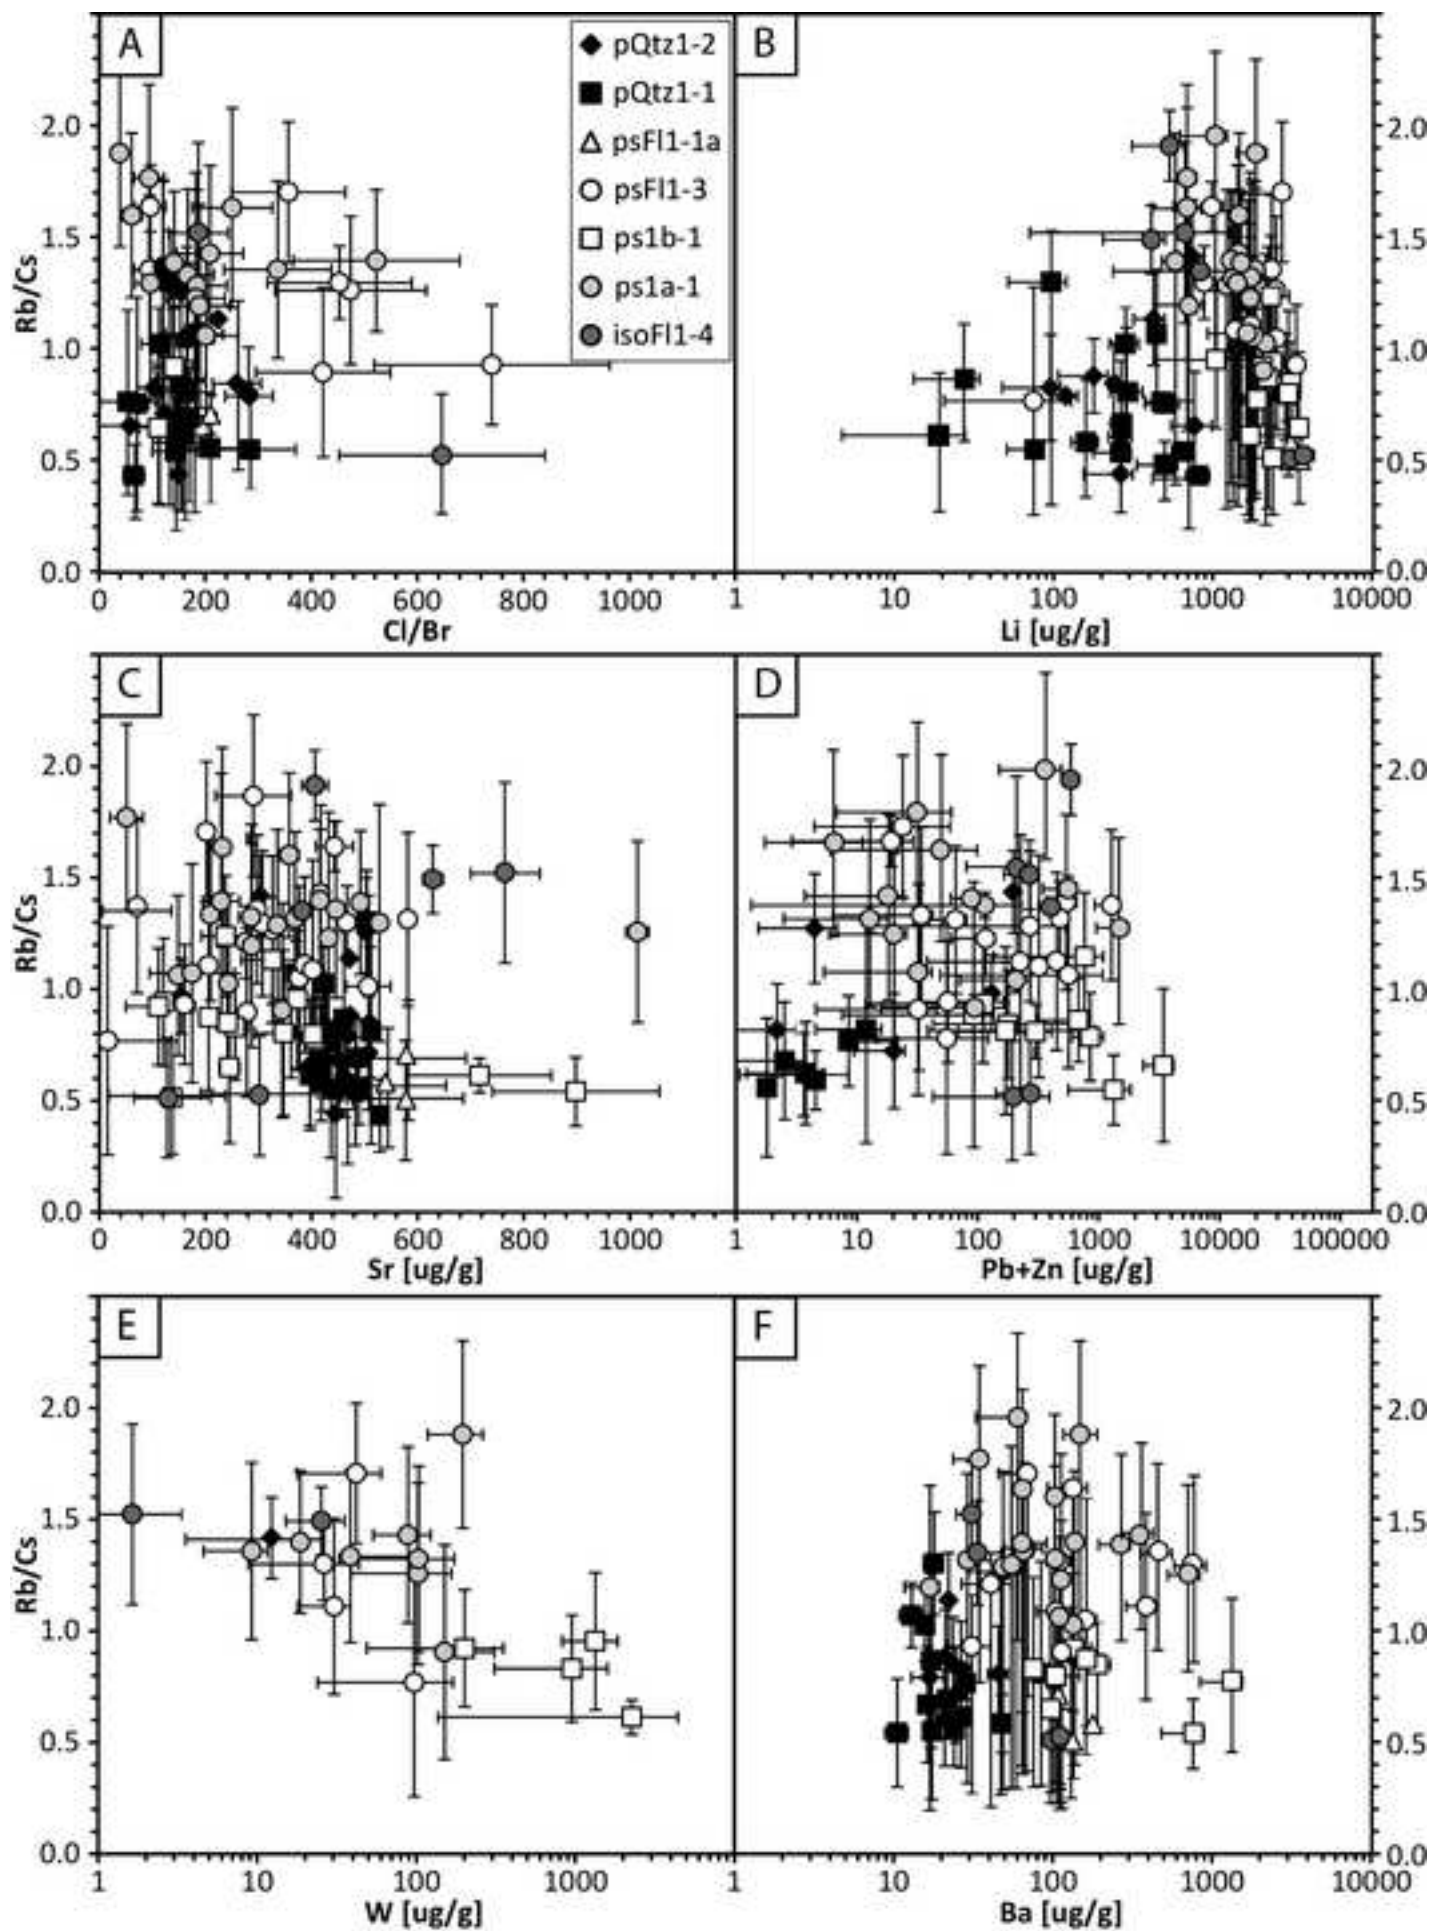 A
B
pQtz1-2
pQtz1-1
psFl1-1a
psFl1-3
ps1b-1
ps1a-1
isoFl1-4
Rb/Cs
2.0
1.5
1.0
0.5
0.0
2.0
1.5
1.0
0.5
0.0
0 200 400 600 800 1000
1 10 100 1000 10000
Cl/Br
Li [ug/g]
C
D
Rb/Cs
2.0
1.5
1.0
0.5
0.0
2.0
1.5
1.0
0.5
0.0
0 200 400 600 800 1000
1 10 100 1000 10000 100000
Sr [ug/g]
Pb+Zn [ug/g]
E
F
Rb/Cs
2.0
1.5
1.0
0.5
0.0
2.0
1.5
1.0
0.5
0.0
1 10 100 1000
1 10 100 1000 10000
W [ug/g]
Ba [ug/g]